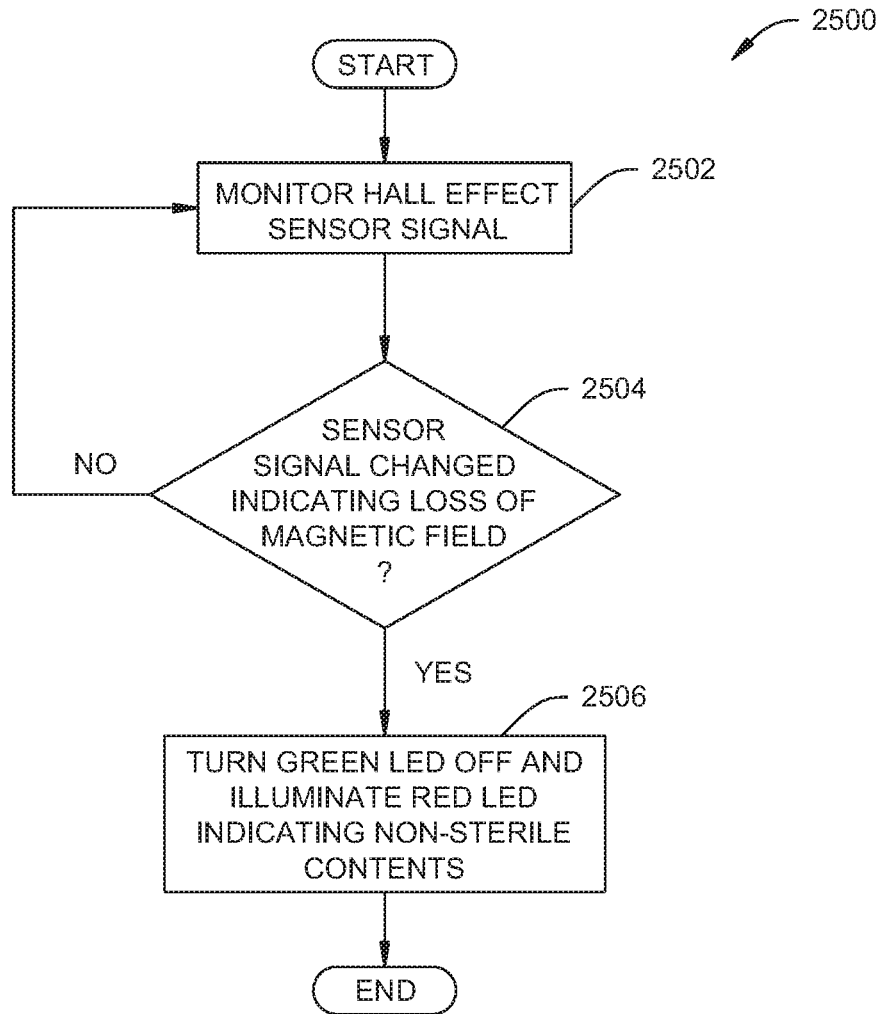 2500
START
MONITOR HALL EFFECT
SENSOR SIGNAL
2502
2504
SENSOR
SIGNAL CHANGED
INDICATING LOSS OF
MAGNETIC FIELD
?
NO
YES
2506
TURN GREEN LED OFF AND
ILLUMINATE RED LED
INDICATING NON-STERILE
CONTENTS
END